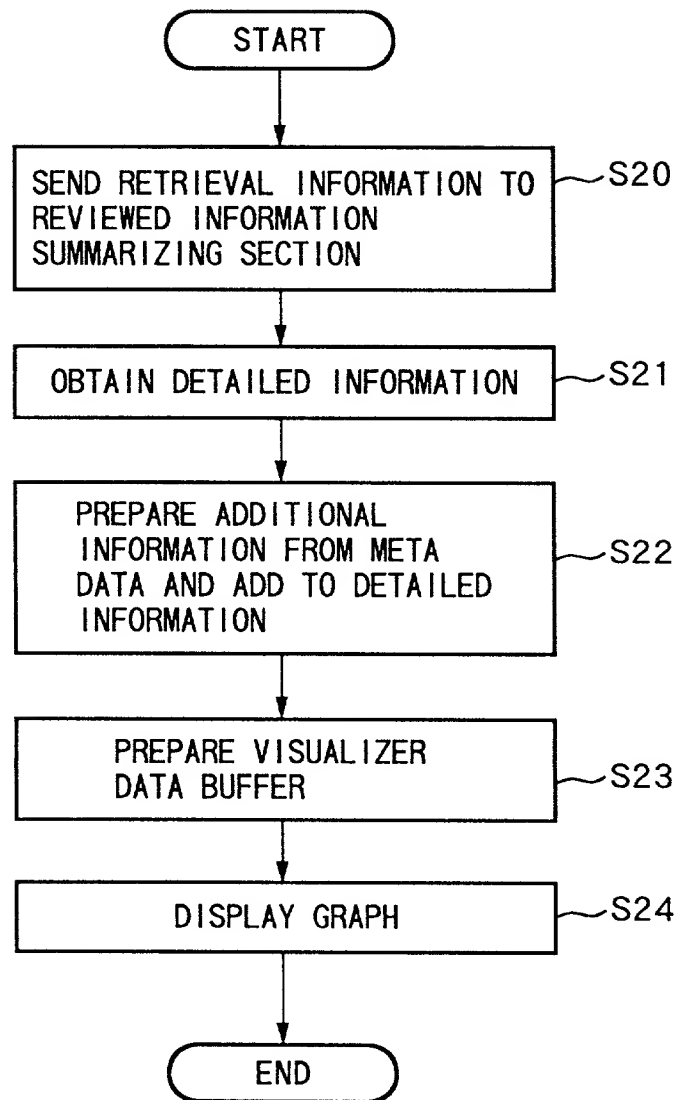 START
SEND RETRIEVAL INFORMATION TO
REVIEWED INFORMATION
SUMMARIZING SECTION
S20
OBTAIN DETAILED INFORMATION
S21
PREPARE ADDITIONAL
INFORMATION FROM META
DATA AND ADD TO DETAILED
INFORMATION
S22
PREPARE VISUALIZER
DATA BUFFER
S23
DISPLAY GRAPH
S24
END